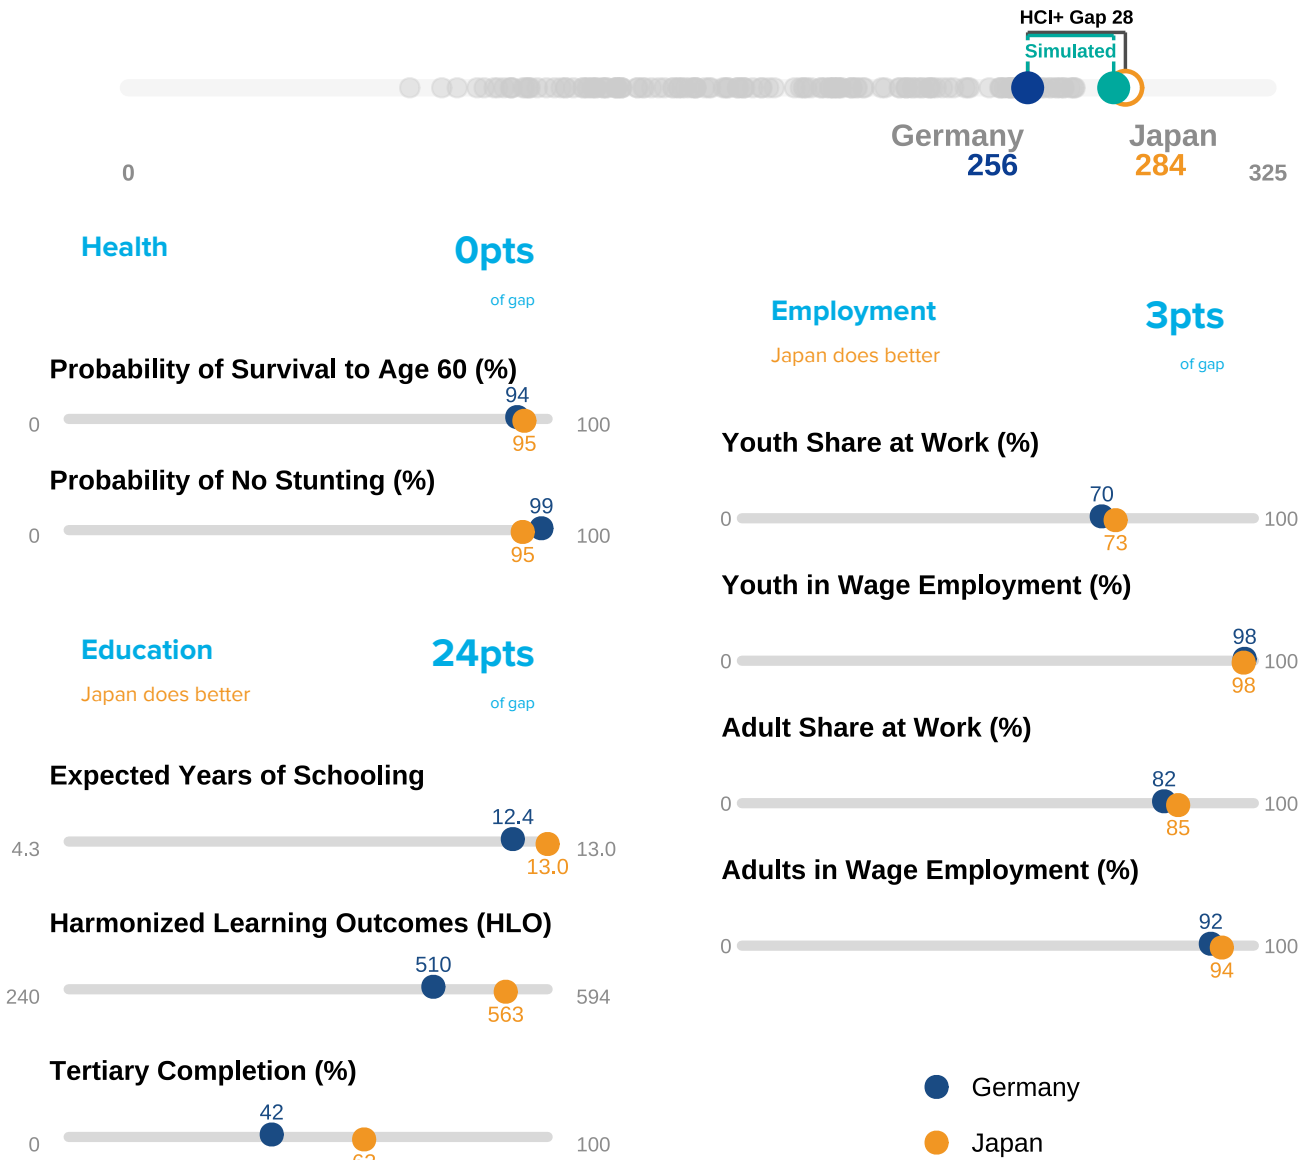 HCI+ Gap 28
Simulated
Germany
256
Japan
284
0
325
Health
0pts
of gap
Probability of Survival to Age 60 (%)
94
0
100
95
Probability of No Stunting (%)
99
0
100
95
Education
24pts
Japan does better
of gap
Expected Years of Schooling
12.4
4.3
13.0
13.0
Harmonized Learning Outcomes (HLO)
510
240
594
563
Tertiary Completion (%)
42
0
100
Employment
3pts
Japan does better
of gap
Youth Share at Work (%)
70
0
100
73
Youth in Wage Employment (%)
98
0
100
98
Adult Share at Work (%)
82
0
100
85
Adults in Wage Employment (%)
92
0
100
94
Germany
Japan